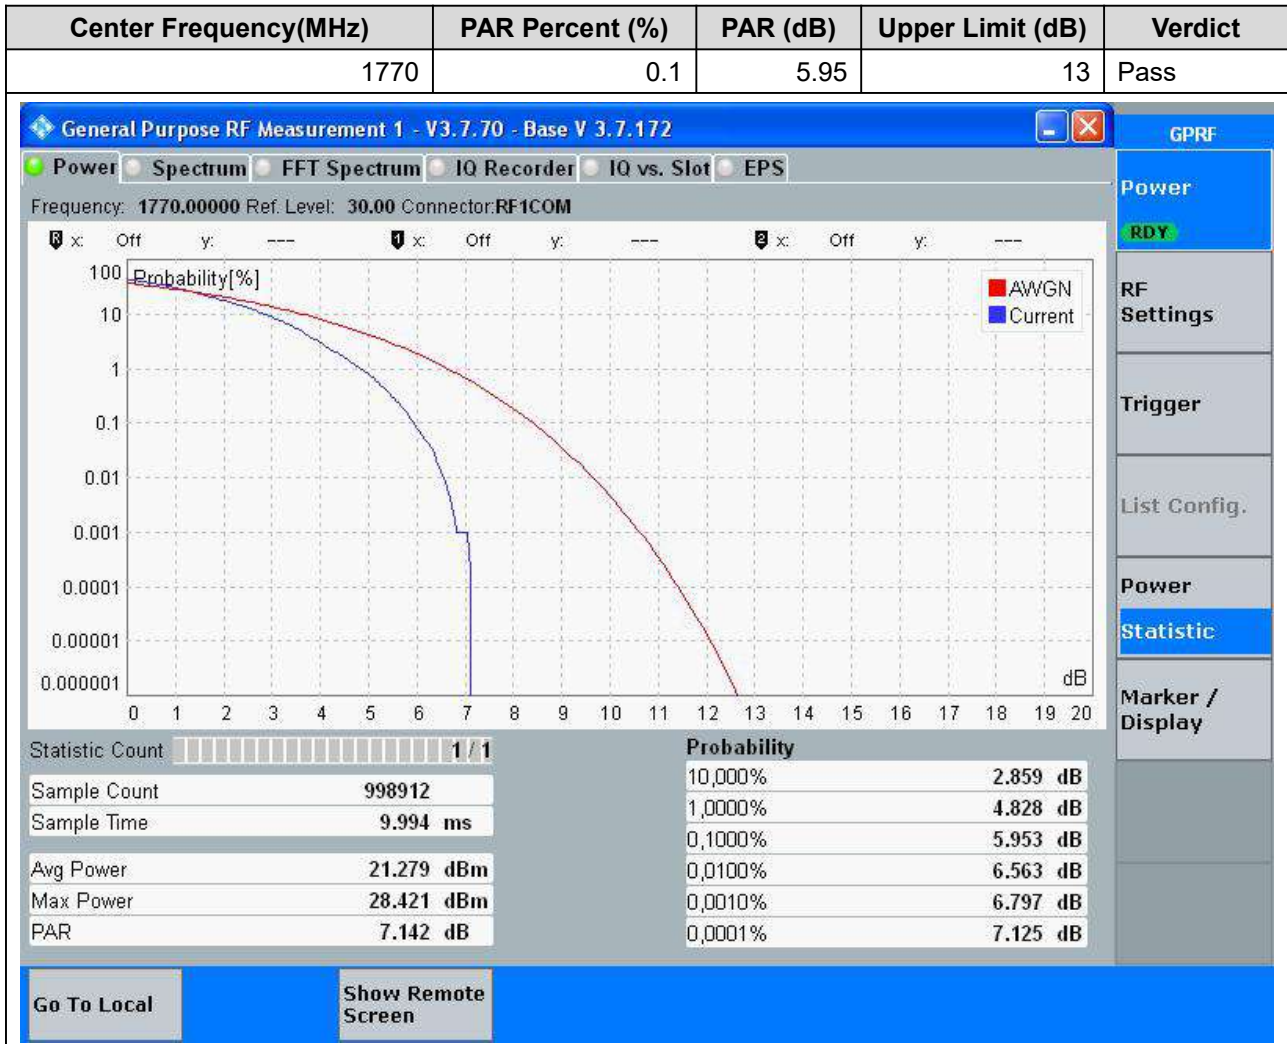 Center Frequency(MHz) PAR Percent (%) PAR (dB) Upper Limit (dB) Verdict
1770 0.1 5.95 13 Pass
General Purpose RF Measurement 1 - V3.7.70 - Base V 3.7.172
GPRF
Power Spectrum FFT Spectrum IQ Recorder IQ vs. Slot EPS
Frequency: 1770.00000 Ref. Level: 30.00 Connector:RF1COM
R x: Off y: --- 1 x: Off y: --- 2 x: Off y: ---
Probability[%]
100
10
1
0.1
0.01
0.001
0.0001
0.00001
0.000001
AWGN
Current
dB
0 1 2 3 4 5 6 7 8 9 10 11 12 13 14 15 16 17 18 19 20
Statistic Count 1 / 1
Sample Count 998912
Sample Time 9.994 ms
Avg Power 21.279 dBm
Max Power 28.421 dBm
PAR 7.142 dB
Probability
10,000% 2.859 dB
1,0000% 4.828 dB
0,1000% 5.953 dB
0,0100% 6.563 dB
0,0010% 6.797 dB
0,0001% 7.125 dB
Power
RDY
RF
Settings
Trigger
List Config.
Power
Statistic
Marker /
Display
Go To Local
Show Remote
Screen